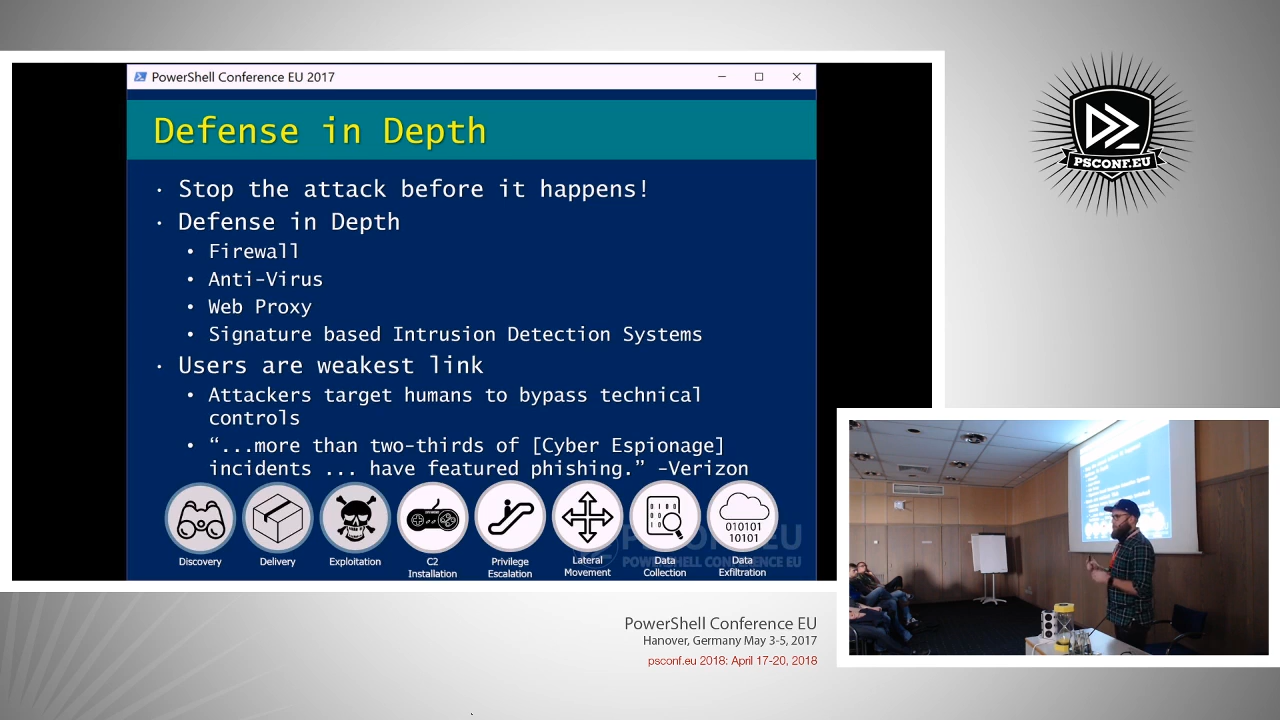 PowerShell Conference EU 2017
Defense in Depth
· Stop the attack before it happens!
· Defense in Depth
• Firewall
• Anti-Virus
• Web Proxy
• Signature based Intrusion Detection Systems
· Users are weakest link
• Attackers target humans to bypass technical
controls
• “...more than two-thirds of [Cyber Espionage]
incidents ... have featured phishing.” -Verizon
010101
10101
Discovery
Delivery
Exploitation
C2
Installation
Privilege
Escalation
Lateral
Movement
Data
Collection
Data
Exfiltration
POWERSHELL CONFERENCE EU
PSCONF.EU
PowerShell Conference EU
Hanover, Germany May 3-5, 2017
psconf.eu 2018: April 17-20, 2018